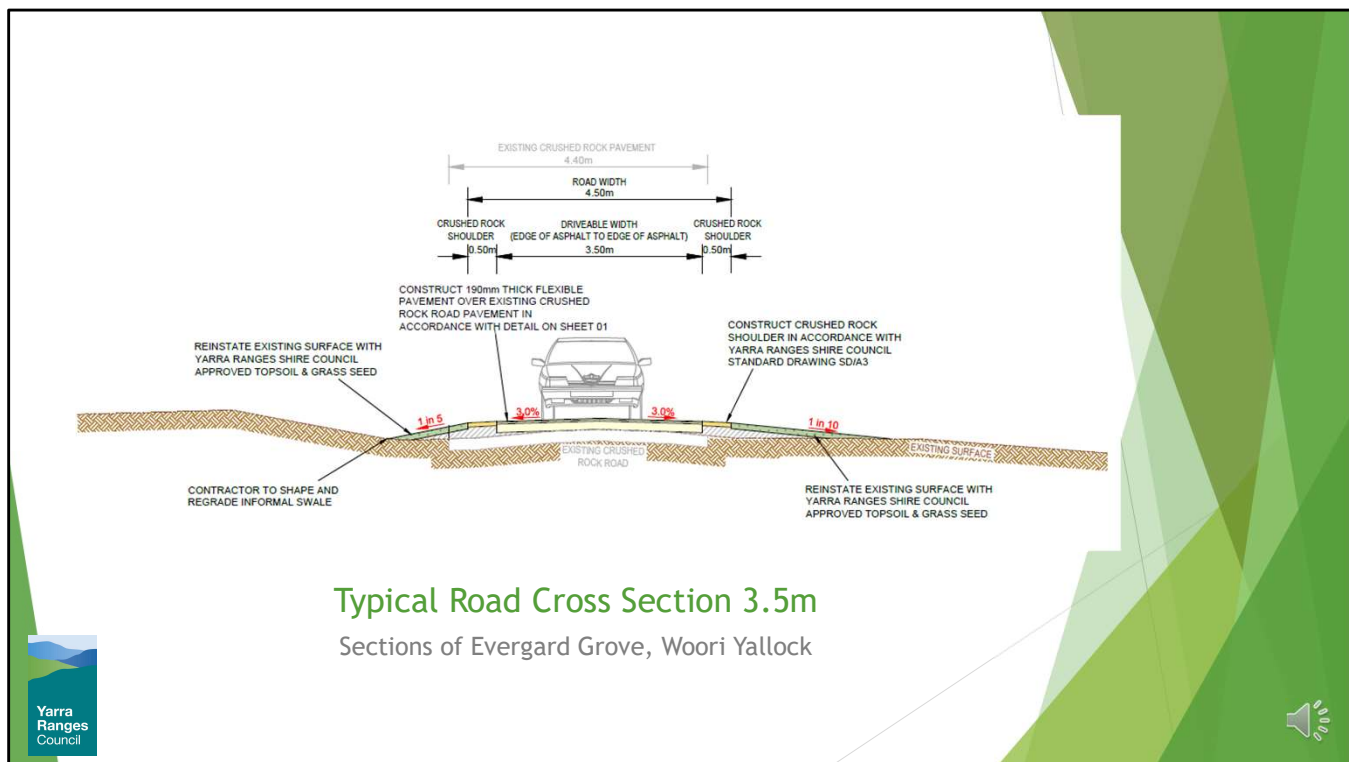 EXISTING CRUSHED ROCK PAVEMENT
4.40m
ROAD WIDTH
4.50m
CRUSHED ROCK
SHOULDER
0.50m
DRIVEABLE WIDTH
(EDGE OF ASPHALT TO EDGE OF ASPHALT)
3.50m
CRUSHED ROCK
SHOULDER
0.50m
CONSTRUCT 190mm THICK FLEXIBLE
PAVEMENT OVER EXISTING CRUSHED
ROCK ROAD PAVEMENT IN
ACCORDANCE WITH DETAIL ON SHEET 01
CONSTRUCT CRUSHED ROCK
SHOULDER IN ACCORDANCE WITH
YARRA RANGES SHIRE COUNCIL
STANDARD DRAWING SD/A3
REINSTATE EXISTING SURFACE WITH
YARRA RANGES SHIRE COUNCIL
APPROVED TOPSOIL & GRASS SEED
1 in 5
3.0%
3.0%
1 in 10
EXISTING CRUSHED
ROCK ROAD
EXISTING SURFACE
CONTRACTOR TO SHAPE AND
REGRADE INFORMAL SWALE
REINSTATE EXISTING SURFACE WITH
YARRA RANGES SHIRE COUNCIL
APPROVED TOPSOIL & GRASS SEED
Typical Road Cross Section 3.5m
Sections of Evergard Grove, Woori Yallock
Yarra
Ranges
Council